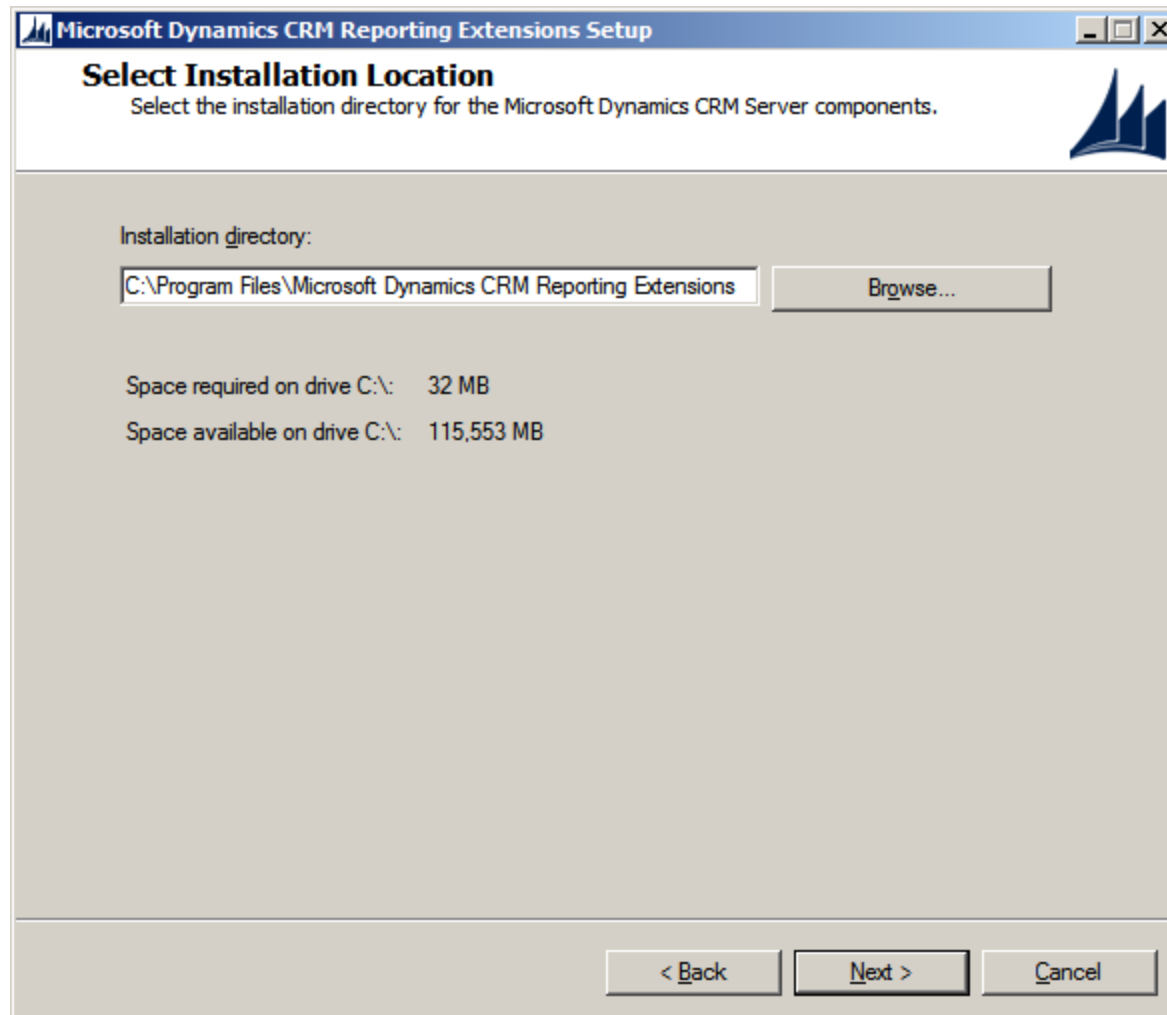 Microsoft Dynamics CRM Reporting Extensions Setup
Select Installation Location
Select the installation directory for the Microsoft Dynamics CRM Server components.
Installation directory:
C:\Program Files\Microsoft Dynamics CRM Reporting Extensions
Browse...
Space required on drive C:\: 32 MB
Space available on drive C:\: 115,553 MB
< Back
Next >
Cancel